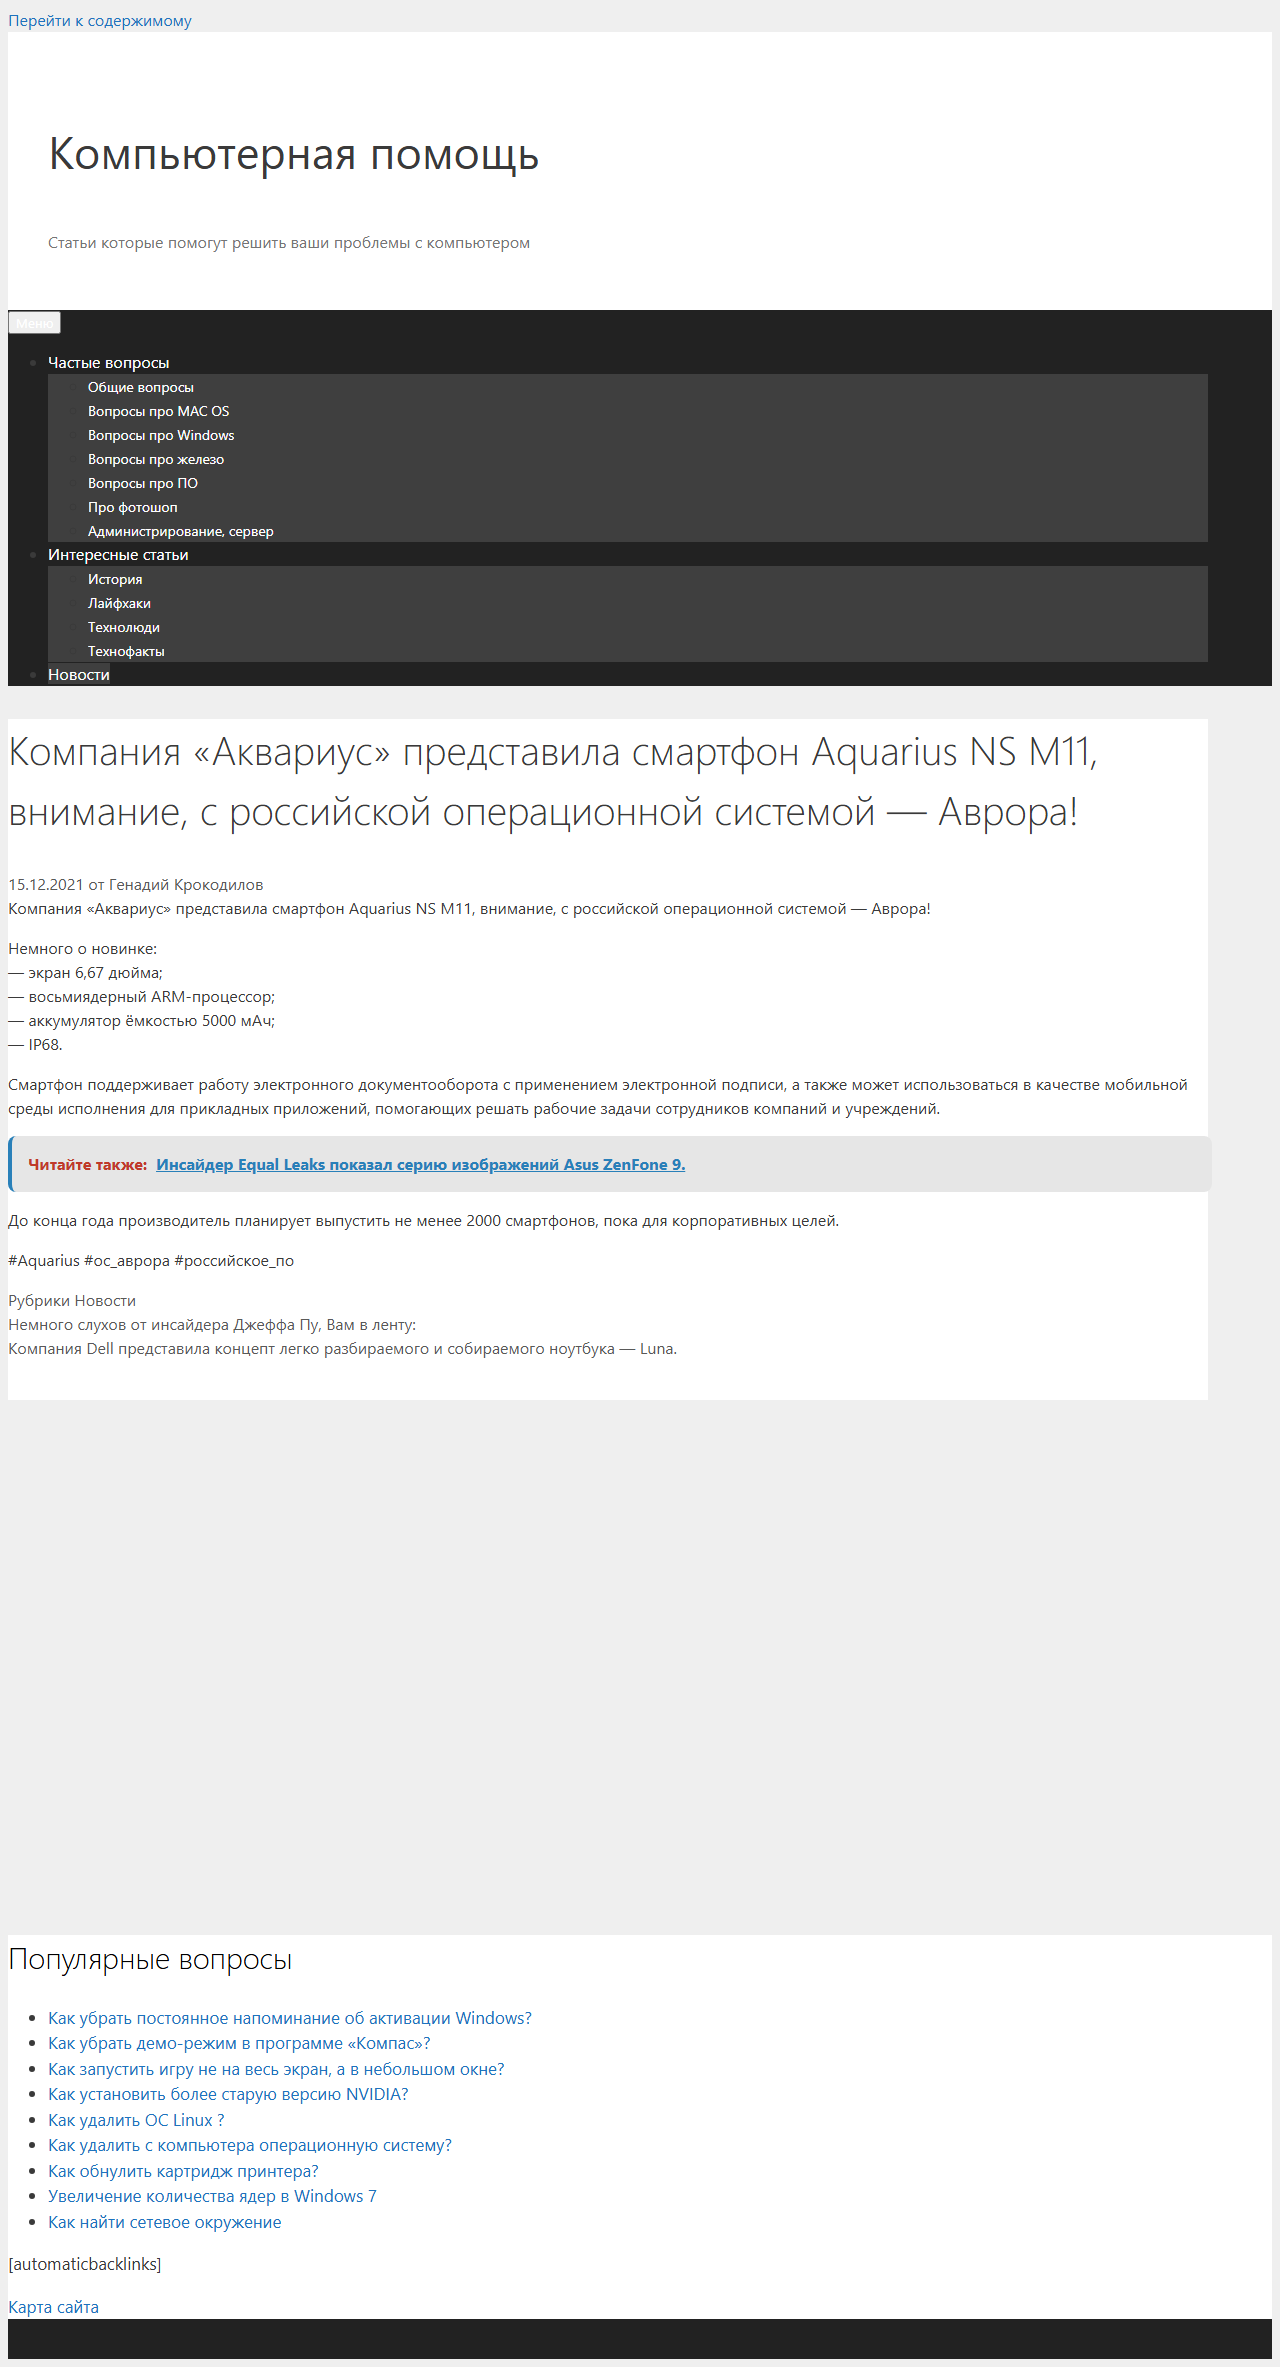 Перейти к содержимому
Компьютерная помощь
Статьи которые помогут решить ваши проблемы с компьютером
Меню
Частые вопросы
Общие вопросы
Вопросы про MAC OS
Вопросы про Windows
Вопросы про железо
Вопросы про ПО
Про фотошоп
Администрирование, сервер
Интересные статьи
История
Лайфхаки
Технолюди
Технофакты
Новости
Компания «Аквариус» представила смартфон Aquarius NS M11,
внимание, с российской операционной системой — Аврора!
15.12.2021 от Генадий Крокодилов
Компания «Аквариус» представила смартфон Aquarius NS M11, внимание, с российской операционной системой — Аврора!
Немного о новинке:
— экран 6,67 дюйма;
— восьмиядерный ARM-процессор;
— аккумулятор ёмкостью 5000 мАч;
— IP68.
Смартфон поддерживает работу электронного документооборота с применением электронной подписи, а также может использоваться в качестве мобильной
среды исполнения для прикладных приложений, помогающих решать рабочие задачи сотрудников компаний и учреждений.
Читайте также: Инсайдер Equal Leaks показал серию изображений Asus ZenFone 9.
До конца года производитель планирует выпустить не менее 2000 смартфонов, пока для корпоративных целей.
#Aquarius #ос_аврора #российское_по
Рубрики Новости
Немного слухов от инсайдера Джеффа Пу, Вам в ленту:
Компания Dell представила концепт легко разбираемого и собираемого ноутбука — Luna.
Популярные вопросы
Как убрать постоянное напоминание об активации Windows?
Как убрать демо-режим в программе «Компас»?
Как запустить игру не на весь экран, а в небольшом окне?
Как установить более старую версию NVIDIA?
Как удалить ОС Linux ?
Как удалить с компьютера операционную систему?
Как обнулить картридж принтера?
Увеличение количества ядер в Windows 7
Как найти сетевое окружение
[automaticbacklinks]
Карта сайта